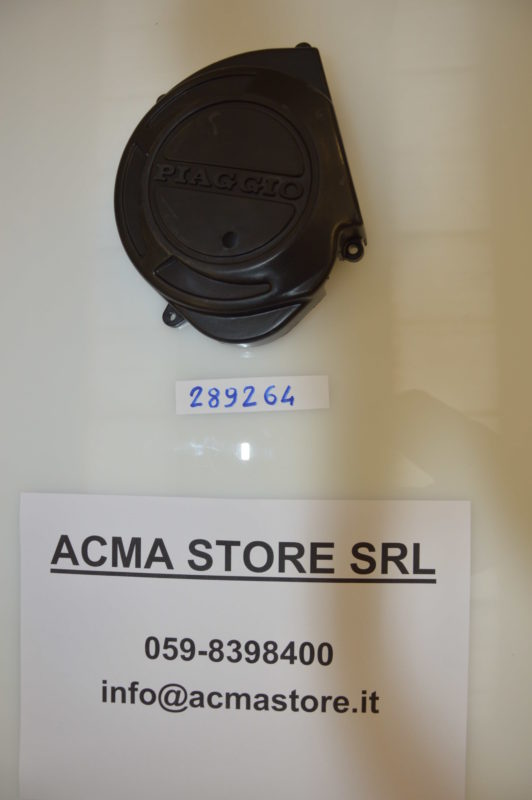 PIAGGIO
289264
ACMA STORE SRL
059-8398400
info@acmastore.it